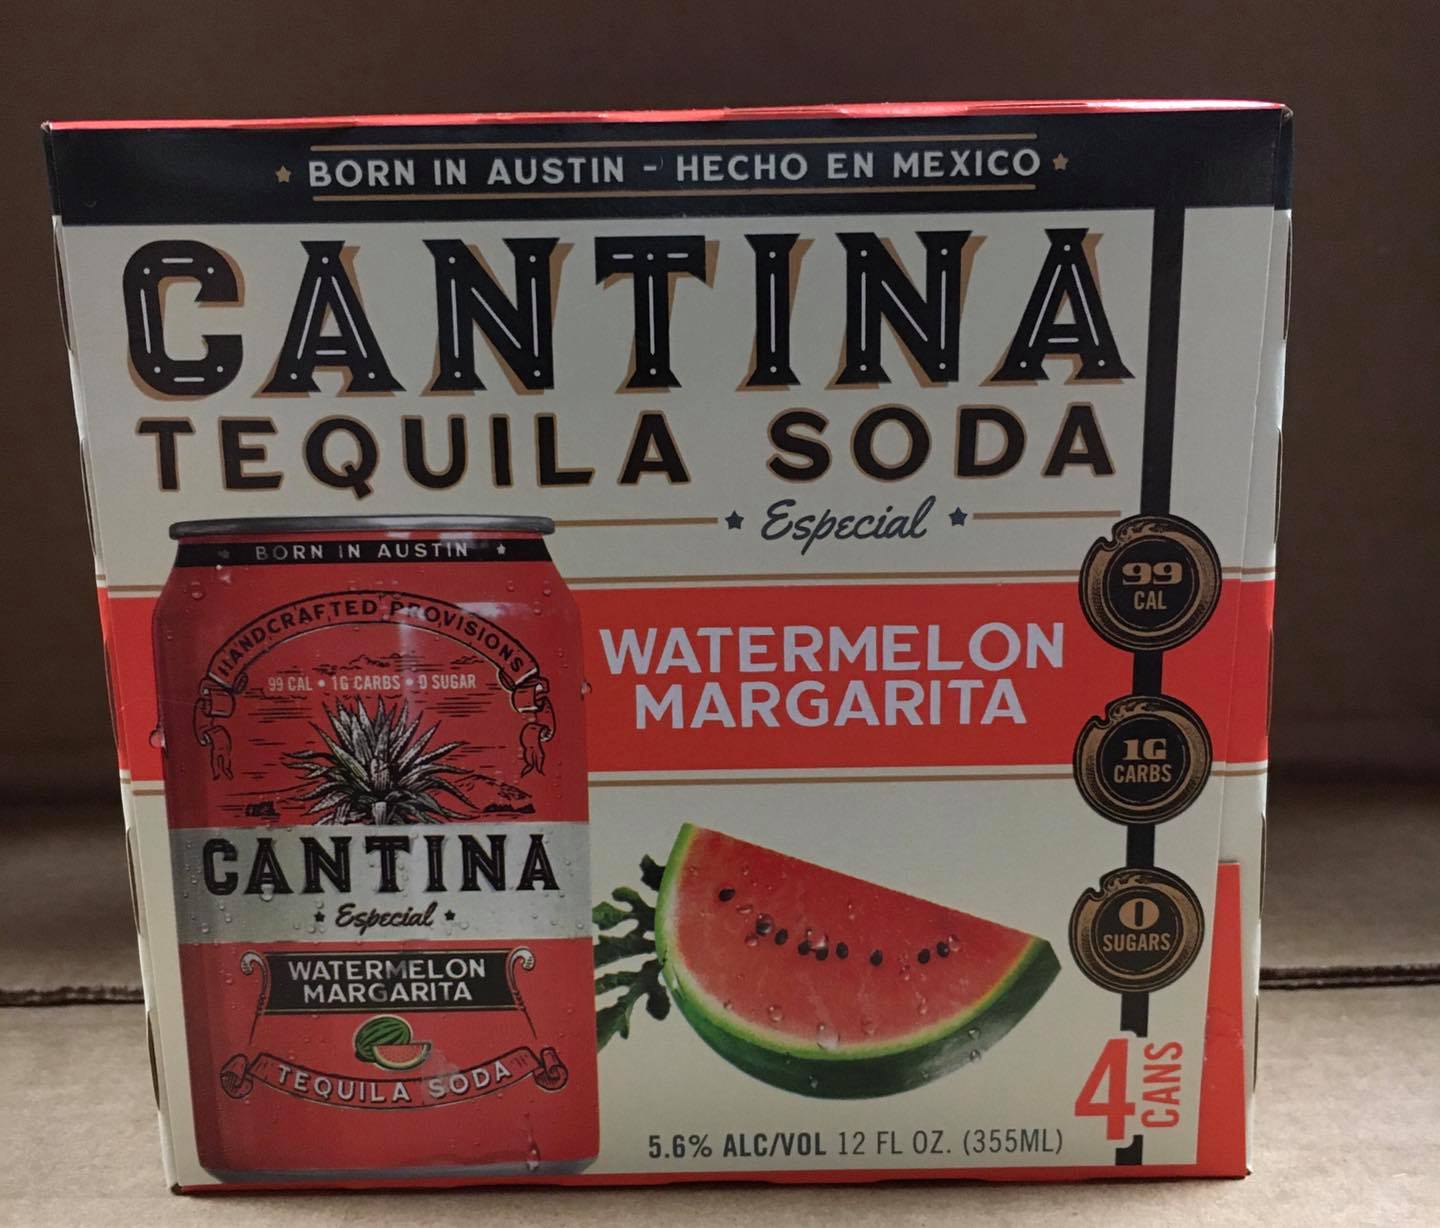 BORN IN AUSTIN - HECHO EN MEXICO
CANTINA
TEQUILA SODA
Especial
BORN IN AUSTIN
HANDCRAFTED PROVISIONS
99 CAL • 1G CARBS • 0 SUGAR
CANTINA
Especial
WATERMELON
MARGARITA
TEQUILA SODA
WATERMELON
MARGARITA
99
CAL
1G
CARBS
0
SUGARS
4 CANS
5.6% ALC/VOL 12 FL OZ. (355ML)